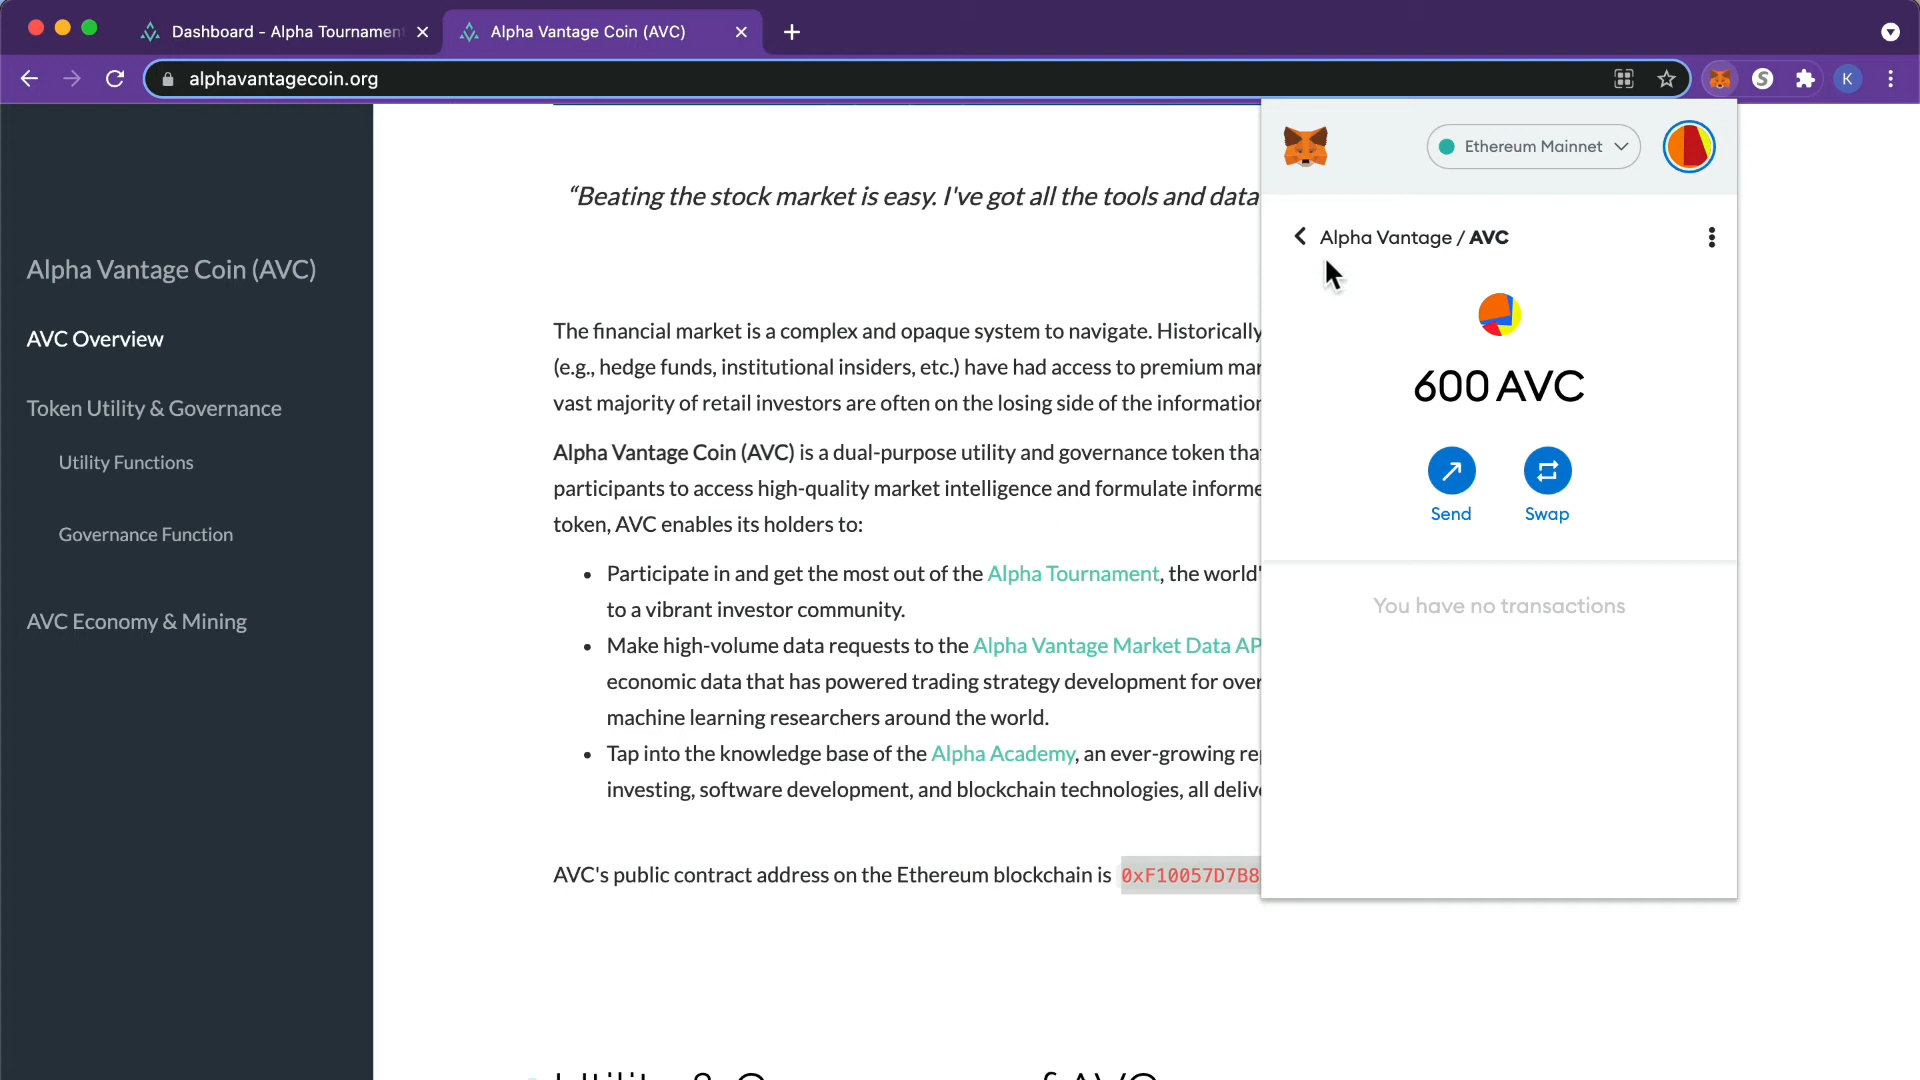 Dashboard - Alpha Tournamen
Alpha Vantage Coin (AVC)
alphavantagecoin.org
S
K
Alpha Vantage Coin (AVC)
AVC Overview
Token Utility & Governance
Utility Functions
Governance Function
AVC Economy & Mining
“Beating the stock market is easy. I've got all the tools and data
The financial market is a complex and opaque system to navigate. Historically
(e.g., hedge funds, institutional insiders, etc.) have had access to premium mar
vast majority of retail investors are often on the losing side of the information
Alpha Vantage Coin (AVC) is a dual-purpose utility and governance token tha
participants to access high-quality market intelligence and formulate informe
token, AVC enables its holders to:
Participate in and get the most out of the Alpha Tournament, the world'
to a vibrant investor community.
Make high-volume data requests to the Alpha Vantage Market Data AP
economic data that has powered trading strategy development for over
machine learning researchers around the world.
Tap into the knowledge base of the Alpha Academy, an ever-growing rep
investing, software development, and blockchain technologies, all delive
AVC's public contract address on the Ethereum blockchain is 0xF10057D7B8
Ethereum Mainnet
Alpha Vantage / AVC
600 AVC
Send
Swap
You have no transactions